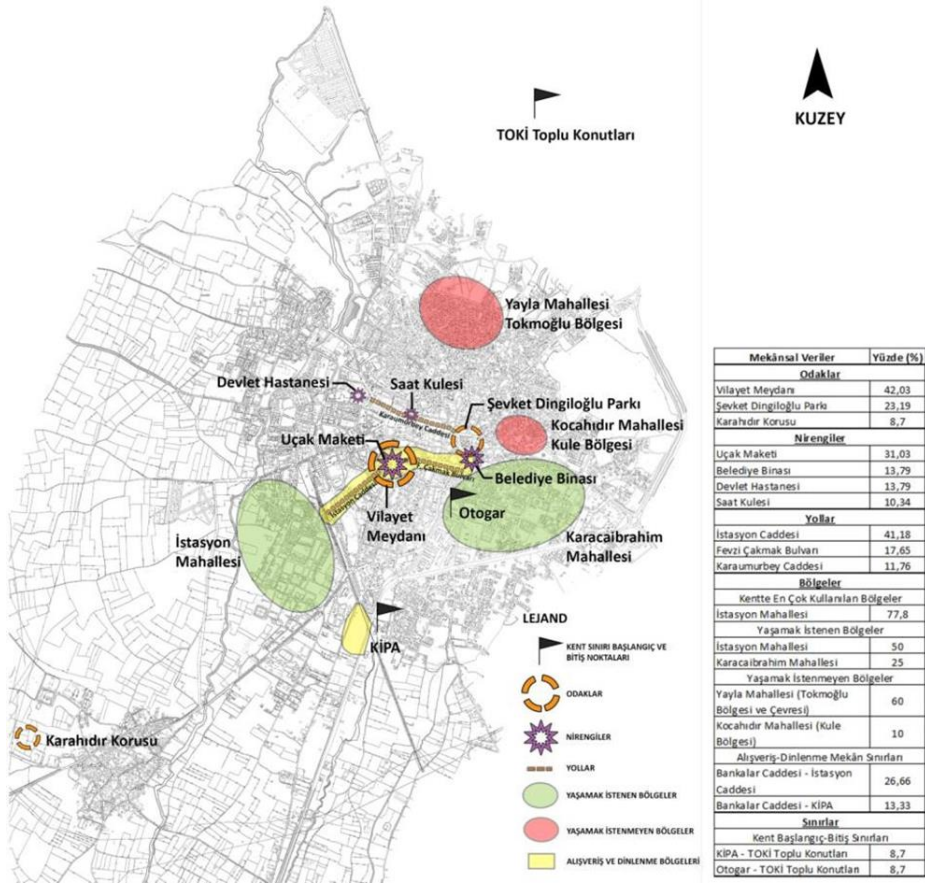 KUZEY
TOKİ Toplu Konutları
Yayla Mahallesi
Tokmoğlu Bölgesi
Devlet Hastanesi
Saat Kulesi
Karaumurbey Caddesi
Şevket Dingiloğlu Parkı
Kocahıdır Mahallesi
Kule Bölgesi
Uçak Maketi
Çakmak Bulvarı
Belediye Binası
İstasyon Caddesi
Vilayet
Meydanı
Otogar
Karacaibrahim
Mahallesi
İstasyon
Mahallesi
KİPA
Karahıdır Korusu
LEJAND
KENT SINIRI BAŞLANGIÇ VE
BİTİŞ NOKTALARI
ODAKLAR
NİRENGİLER
YOLLAR
YAŞAMAK İSTENEN BÖLGELER
YAŞAMAK İSTENMEYEN BÖLGELER
ALIŞVERİŞ VE DİNLENME BÖLGELERİ
Mekânsal Veriler Yüzde (%)
Odaklar
Vilayet Meydanı 42,03
Şevket Dingiloğlu Parkı 23,19
Karahıdır Korusu 8,7
Nirengiler
Uçak Maketi 31,03
Belediye Binası 13,79
Devlet Hastanesi 13,79
Saat Kulesi 10,34
Yollar
İstasyon Caddesi 41,18
Fevzi Çakmak Bulvarı 17,65
Karaumurbey Caddesi 11,76
Bölgeler
Kentte En Çok Kullanılan Bölgeler
İstasyon Mahallesi 77,8
Yaşamak İstenen Bölgeler
İstasyon Mahallesi 50
Karacaibrahim Mahallesi 25
Yaşamak İstenmeyen Bölgeler
Yayla Mahallesi (Tokmoğlu
Bölgesi ve Çevresi) 60
Kocahıdır Mahallesi (Kule
Bölgesi) 10
Alışveriş-Dinlenme Mekân Sınırları
Bankalar Caddesi - İstasyon
Caddesi 26,66
Bankalar Caddesi - KİPA 13,33
Sınırlar
Kent Başlangıç-Bitiş Sınırları
KİPA - TOKİ Toplu Konutları 8,7
Otogar - TOKİ Toplu Konutları 8,7